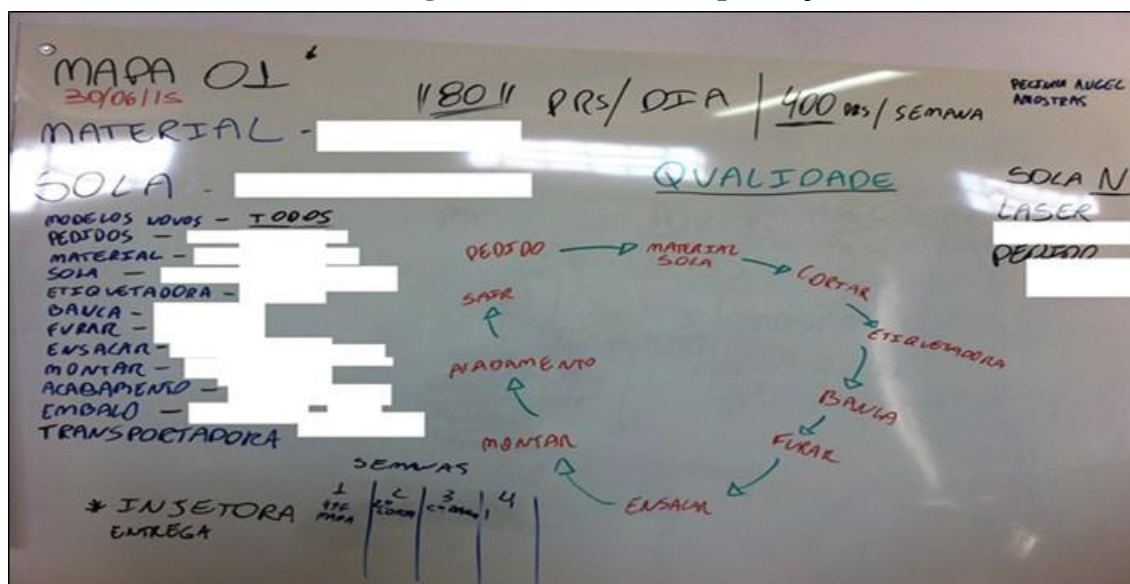 MAPA 01
30/06/15
"80" PRS/DIA | 400 PRS/SEMANA
AMOSTRAS
MATERIAL -
SOLA -
QUALIDADE
SOLA N
LASER
PEDIDO
MODELOS NOVOS - TODOS
PEDIDOS -
MATERIAL -
SOLA -
ETIQUETADORA -
BANCA -
FURAR -
ENSACAR -
MONTAR -
ACABAMENTO -
EMBALO -
TRANSPORTADORA
PEDIDO
MATERIAL
SOLA
CORTAR
ETIQUETADORA
BANCA
FURAR
ENSACAR
MONTAR
ACABAMENTO
SAIR
SEMANAS
1 2 3 4
* INJETORA
ENTREGA